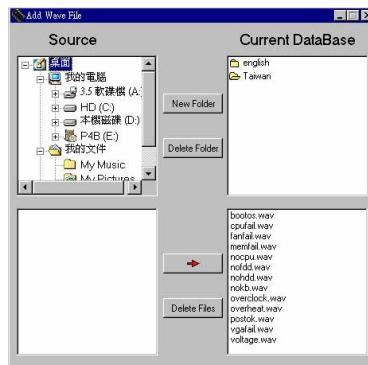 Add Wave File
Source
Current DataBase
桌面
我的電腦
3.5 軟碟機 (A:
HD (C:)
本機磁碟 (D:)
P4B (E:)
我的文件
My Music
My Pictures
New Folder
Delete Folder
english
Taiwan
Delete Files
bootos.wav
cpufail.wav
fanfail.wav
memfail.wav
nocpu.wav
nofdd.wav
nohdd.wav
nokb.wav
overclock.wav
overheat.wav
postok.wav
vgafail.wav
voltage.wav